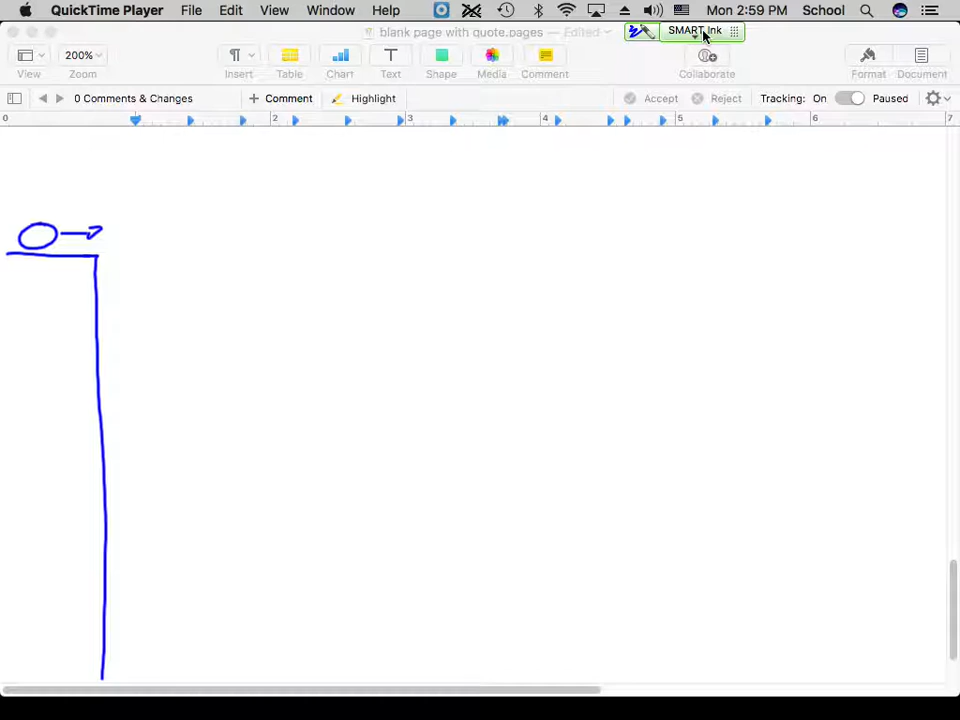 QuickTime Player File Edit View Window Help Mon 2:59 PM School
blank page with quote.pages — Edited SMART Ink
200%
View Zoom Insert Table Chart Text Shape Media Comment Collaborate Format Document
0 Comments & Changes + Comment Highlight Accept Reject Tracking: On Paused
0 2 3 4 5 6 7